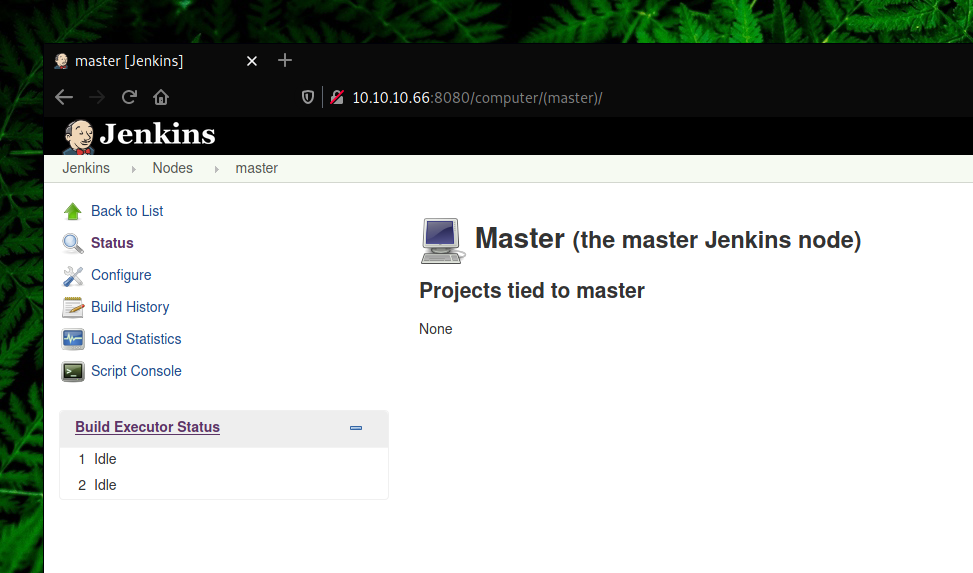 master [Jenkins]
10.10.10.66:8080/computer/(master)/
Jenkins
Jenkins Nodes master
Back to List
Status
Configure
Build History
Load Statistics
Script Console
Build Executor Status
1 Idle
2 Idle
Master (the master Jenkins node)
Projects tied to master
None